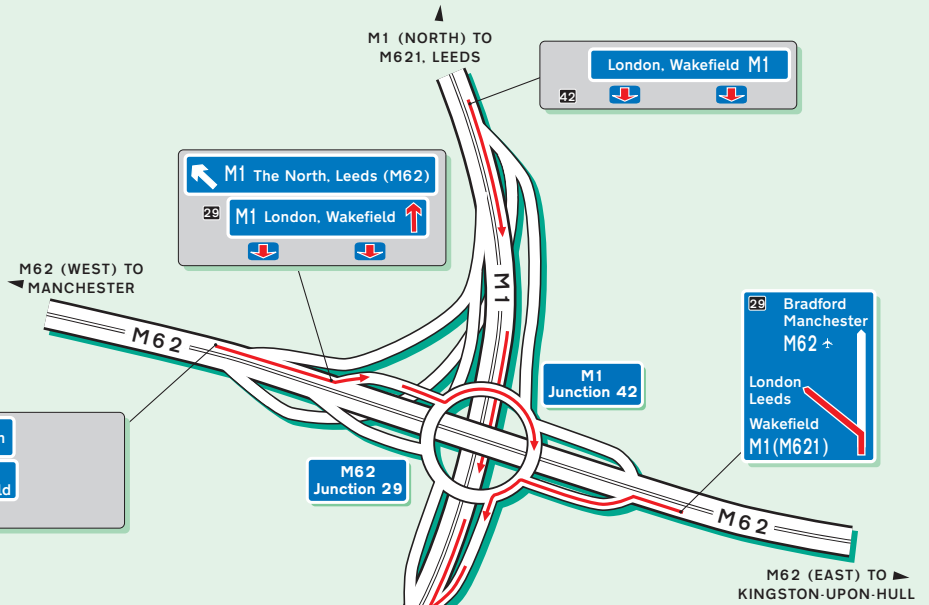 M1 (NORTH) TO
M621, LEEDS
London, Wakefield M1
42
M1 The North, Leeds (M62)
29
M1 London, Wakefield
M62 (WEST) TO
MANCHESTER
M62
M1
29 Bradford
Manchester
M62
London
Leeds
Wakefield
M1(M621)
M1
Junction 42
M62
Junction 29
M62
M62 (EAST) TO
KINGSTON-UPON-HULL